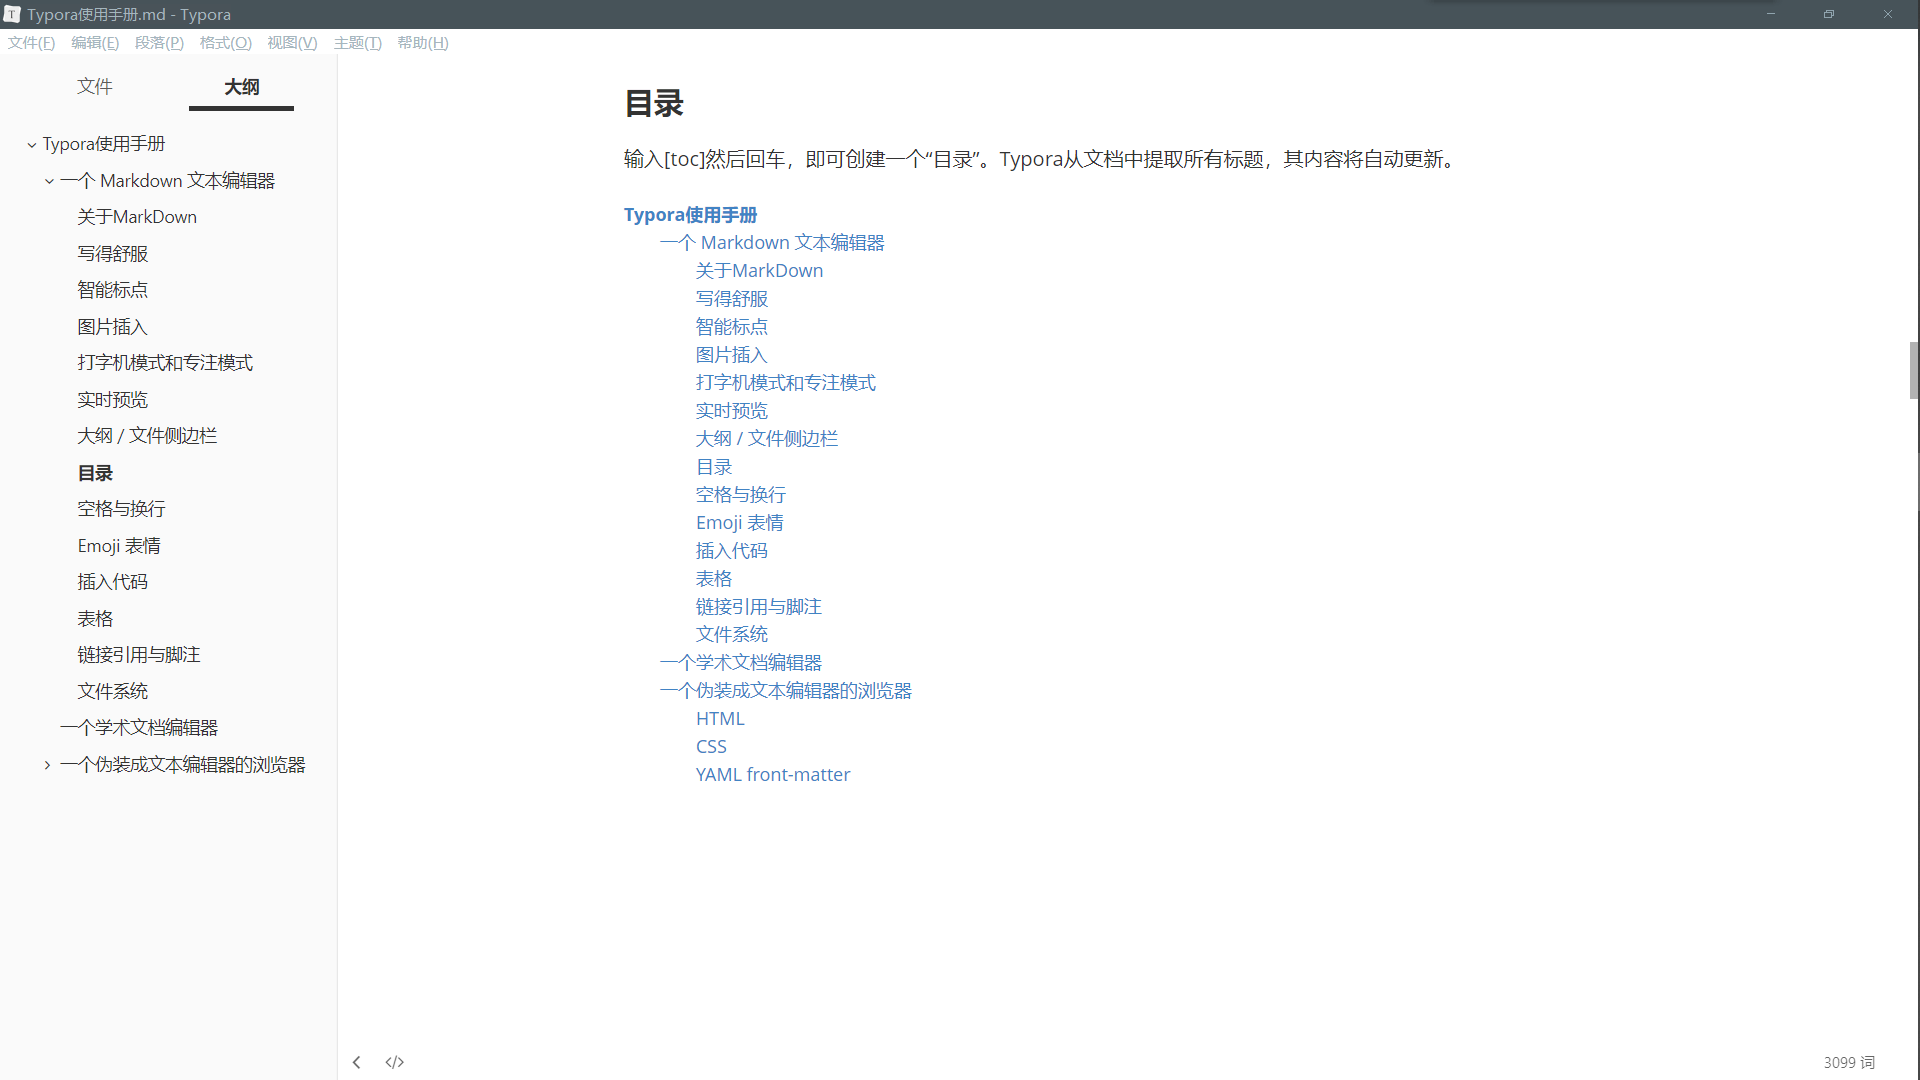 Typora使用手册.md - Typora
文件(F) 编辑(E) 段落(P) 格式(O) 视图(V) 主题(T) 帮助(H)
文件 大纲
Typora使用手册
一个 Markdown 文本编辑器
关于MarkDown
写得舒服
智能标点
图片插入
打字机模式和专注模式
实时预览
大纲 / 文件侧边栏
目录
空格与换行
Emoji 表情
插入代码
表格
链接引用与脚注
文件系统
一个学术文档编辑器
一个伪装成文本编辑器的浏览器
目录
输入[toc]然后回车，即可创建一个“目录”。Typora从文档中提取所有标题，其内容将自动更新。
Typora使用手册
一个 Markdown 文本编辑器
关于MarkDown
写得舒服
智能标点
图片插入
打字机模式和专注模式
实时预览
大纲 / 文件侧边栏
目录
空格与换行
Emoji 表情
插入代码
表格
链接引用与脚注
文件系统
一个学术文档编辑器
一个伪装成文本编辑器的浏览器
HTML
CSS
YAML front-matter
3099 词